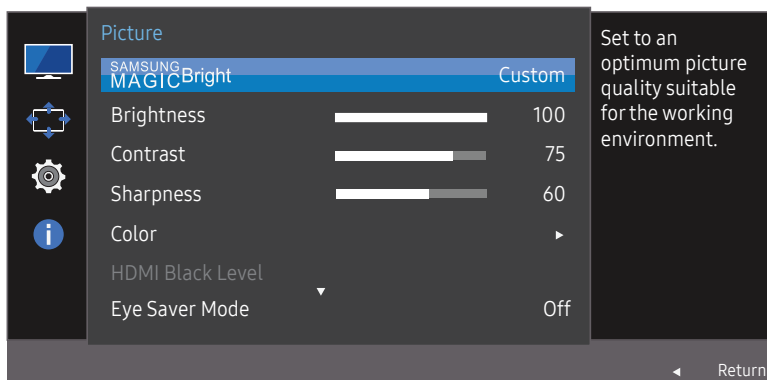 Picture
SAMSUNG
MAGICBright Custom
Brightness 100
Contrast 75
Sharpness 60
Color
HDMI Black Level
Eye Saver Mode Off
Set to an
optimum picture
quality suitable
for the working
environment.
Return